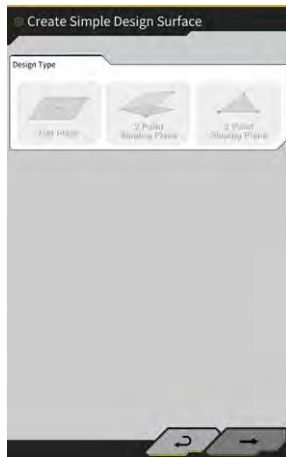 Create Simple Design Surface
Design Type
Flat Plane
2 Point
Sloping Plane
3 Point
Sloping Plane